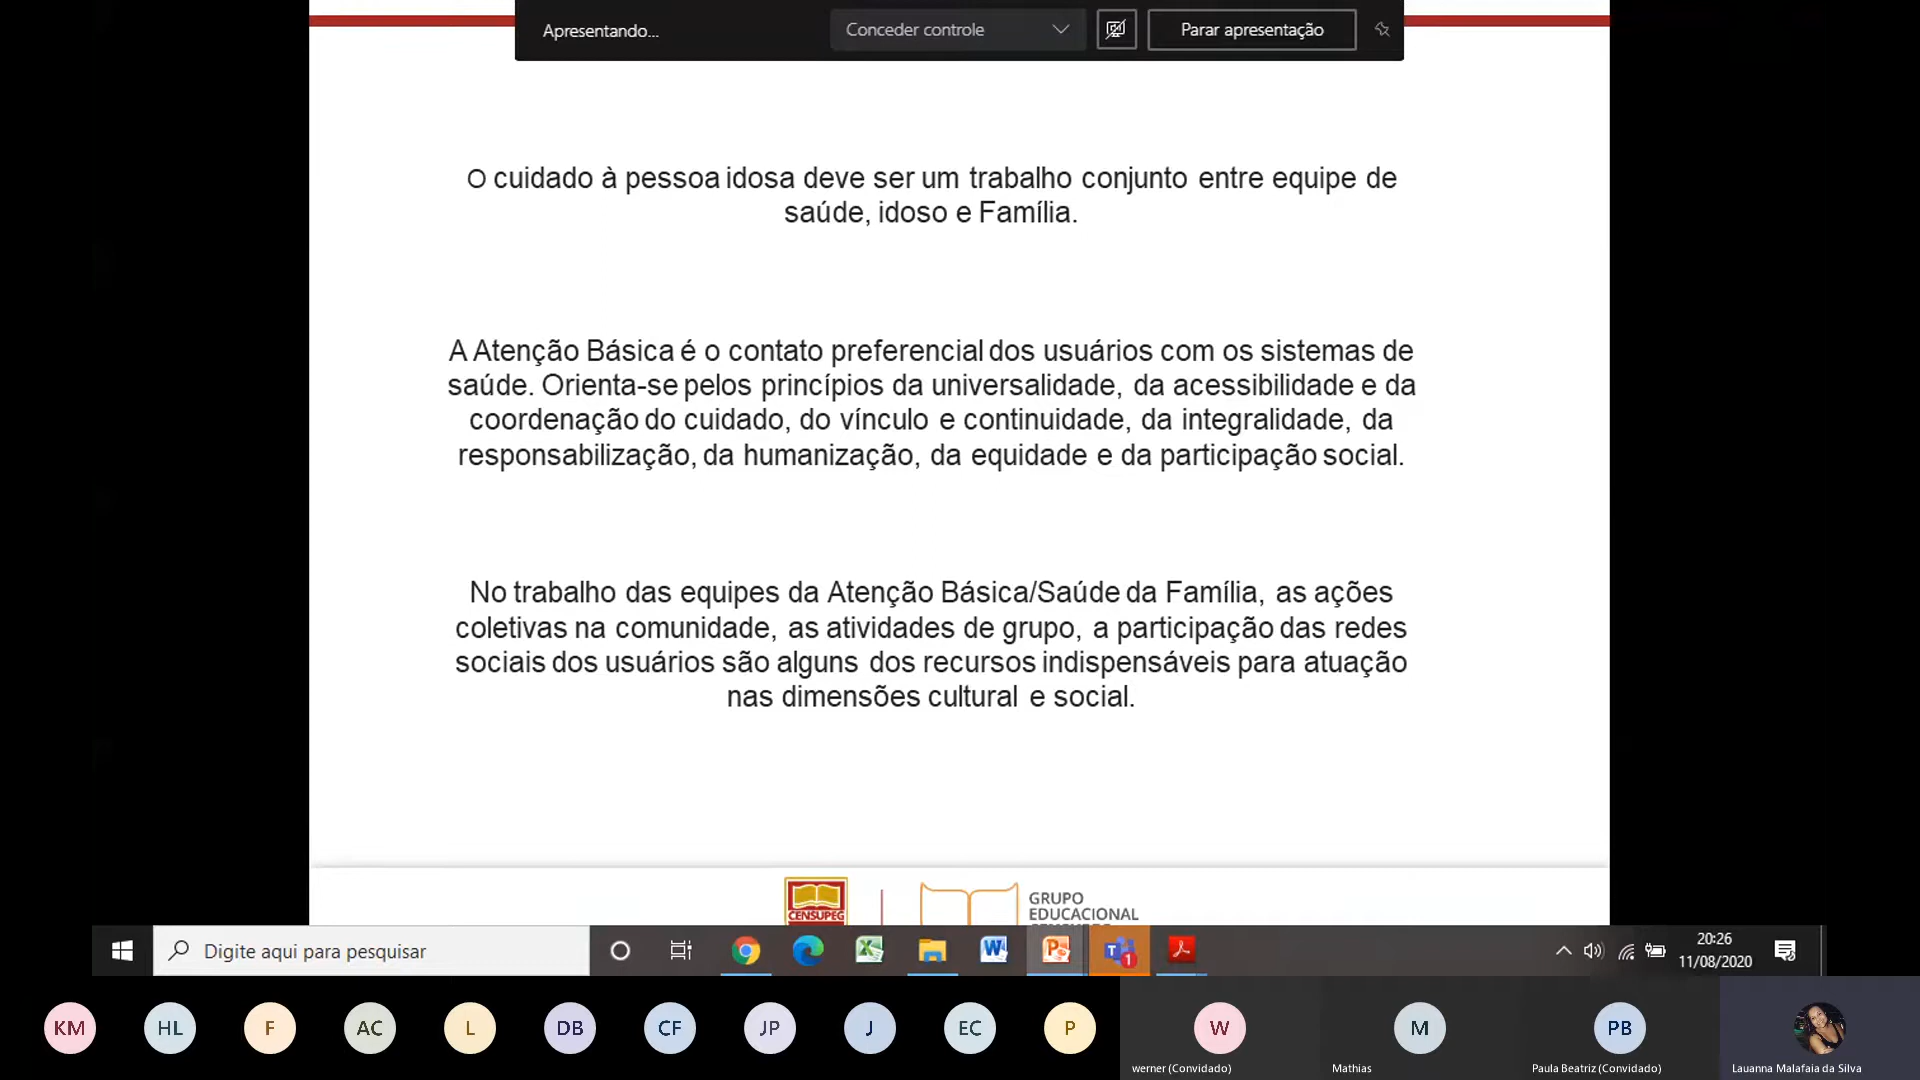 Apresentando...
Conceder controle
Parar apresentação
O cuidado à pessoa idosa deve ser um trabalho conjunto entre equipe de
saúde, idoso e Família.
A Atenção Básica é o contato preferencial dos usuários com os sistemas de
saúde. Orienta-se pelos princípios da universalidade, da acessibilidade e da
coordenação do cuidado, do vínculo e continuidade, da integralidade, da
responsabilização, da humanização, da equidade e da participação social.
No trabalho das equipes da Atenção Básica/Saúde da Família, as ações
coletivas na comunidade, as atividades de grupo, a participação das redes
sociais dos usuários são alguns dos recursos indispensáveis para atuação
nas dimensões cultural e social.
CENSUPEG
GRUPO
EDUCACIONAL
Digite aqui para pesquisar
1
20:26
11/08/2020
KM
HL
F
AC
L
DB
CF
JP
J
EC
P
W
M
PB
werner (Convidado)
Mathias
Paula Beatriz (Convidado)
Lauanna Malafaia da Silva